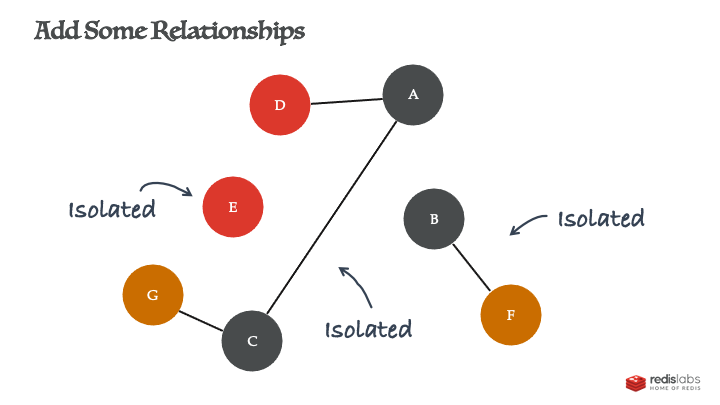 Add Some Relationships
D
A
Isolated
E
B
Isolated
G
F
Isolated
C
redislabs
HOME OF REDIS